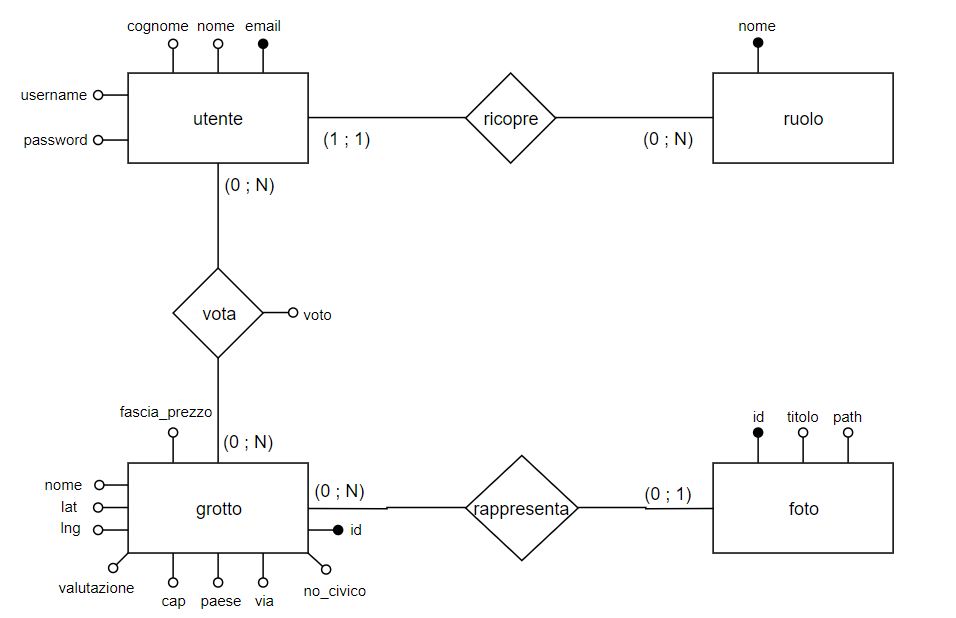 cognome nome email
nome
username
utente
ricopre
ruolo
password
(1 ; 1)
(0 ; N)
(0 ; N)
vota
voto
fascia_prezzo
id titolo path
(0 ; N)
nome
(0 ; N)
(0 ; 1)
lat
grotto
rappresenta
foto
lng
id
valutazione
no_civico
cap paese via